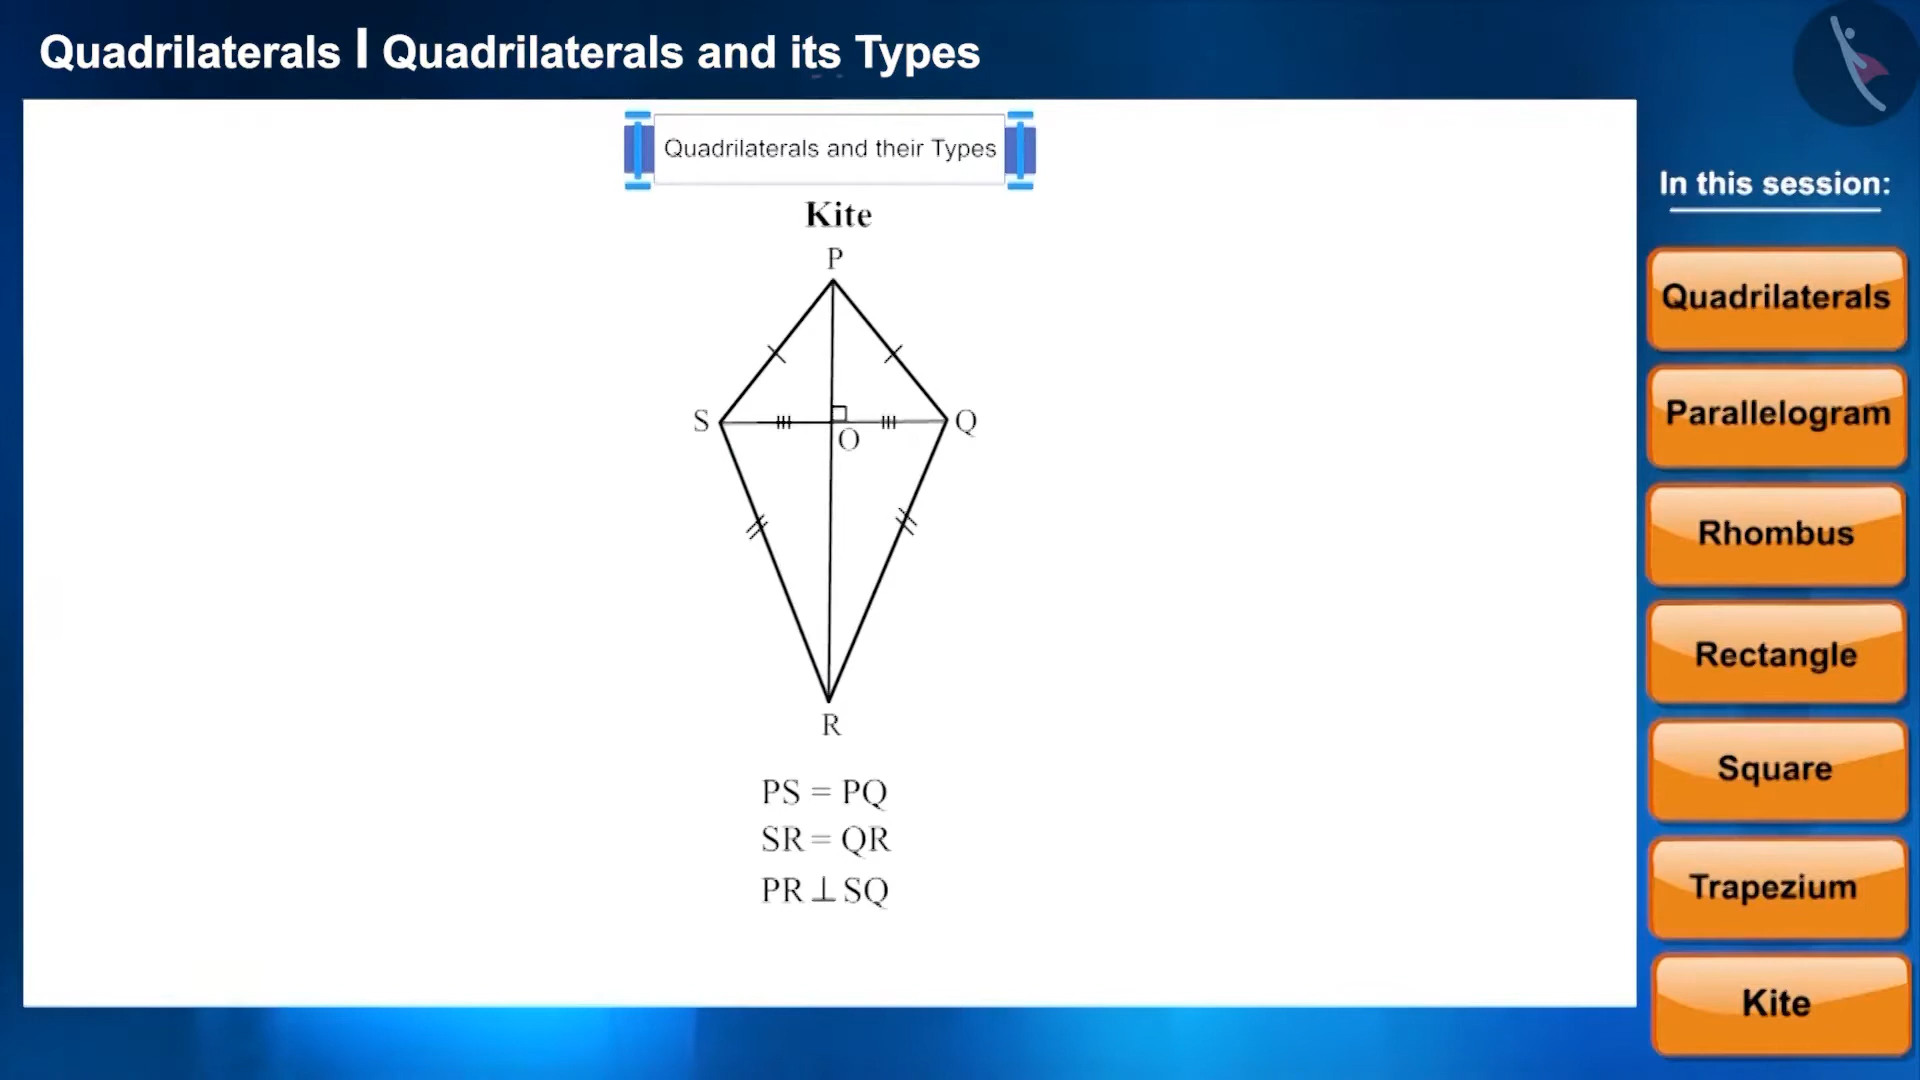 Quadrilaterals | Quadrilaterals and its Types
Quadrilaterals and their Types
Kite
P
S
O
Q
R
PS = PQ
SR = QR
PR ⊥ SQ
In this session:
Quadrilaterals
Parallelogram
Rhombus
Rectangle
Square
Trapezium
Kite